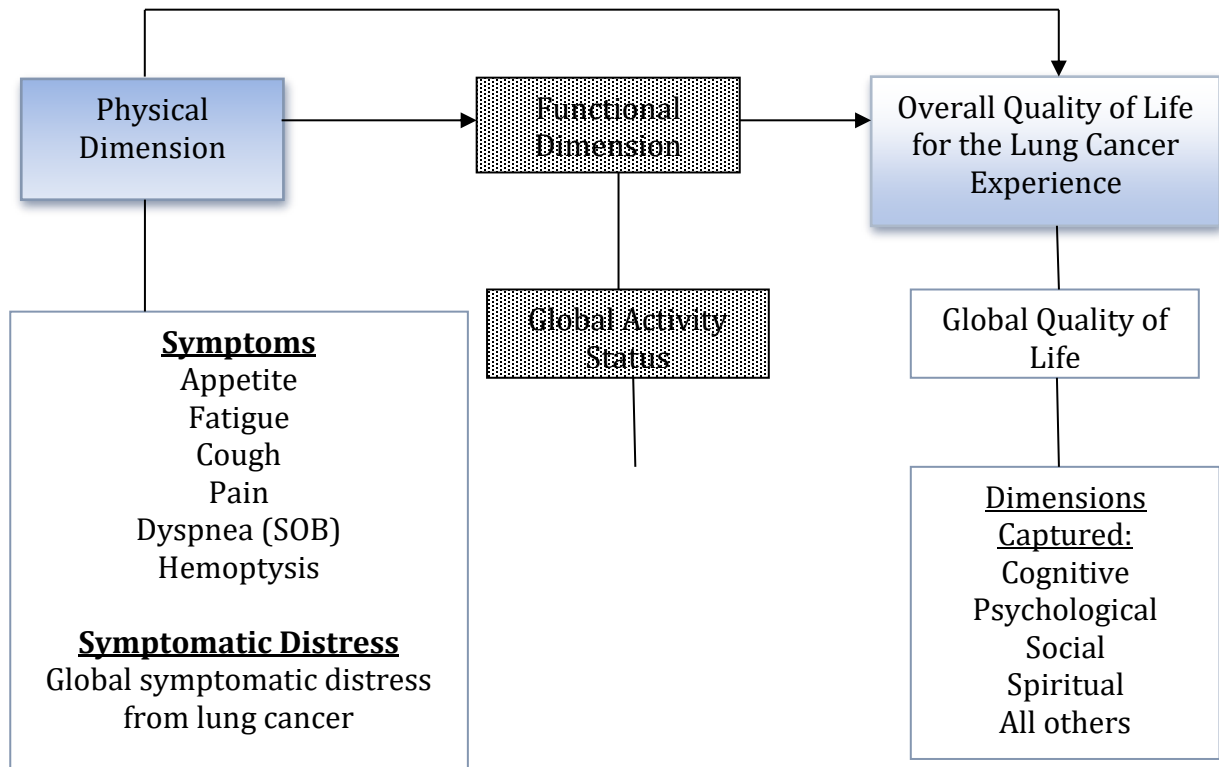 Physical
Dimension
Functional
Dimension
Overall Quality of Life
for the Lung Cancer
Experience
Symptoms
Appetite
Fatigue
Cough
Pain
Dyspnea (SOB)
Hemoptysis
Symptomatic Distress
Global symptomatic distress
from lung cancer
Global Activity
Status
Global Quality of
Life
Dimensions
Captured:
Cognitive
Psychological
Social
Spiritual
All others